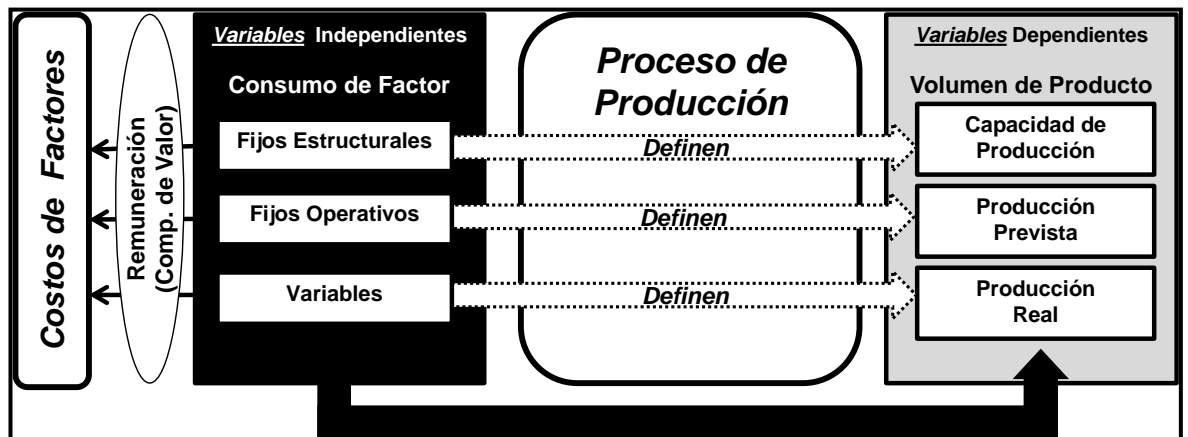 Costos de Factores
Remuneración
(Comp. de Valor)
Variables Independientes
Consumo de Factor
Fijos Estructurales
Fijos Operativos
Variables
Proceso de
Producción
Definen
Definen
Definen
Variables Dependientes
Volumen de Producto
Capacidad de
Producción
Producción
Prevista
Producción
Real